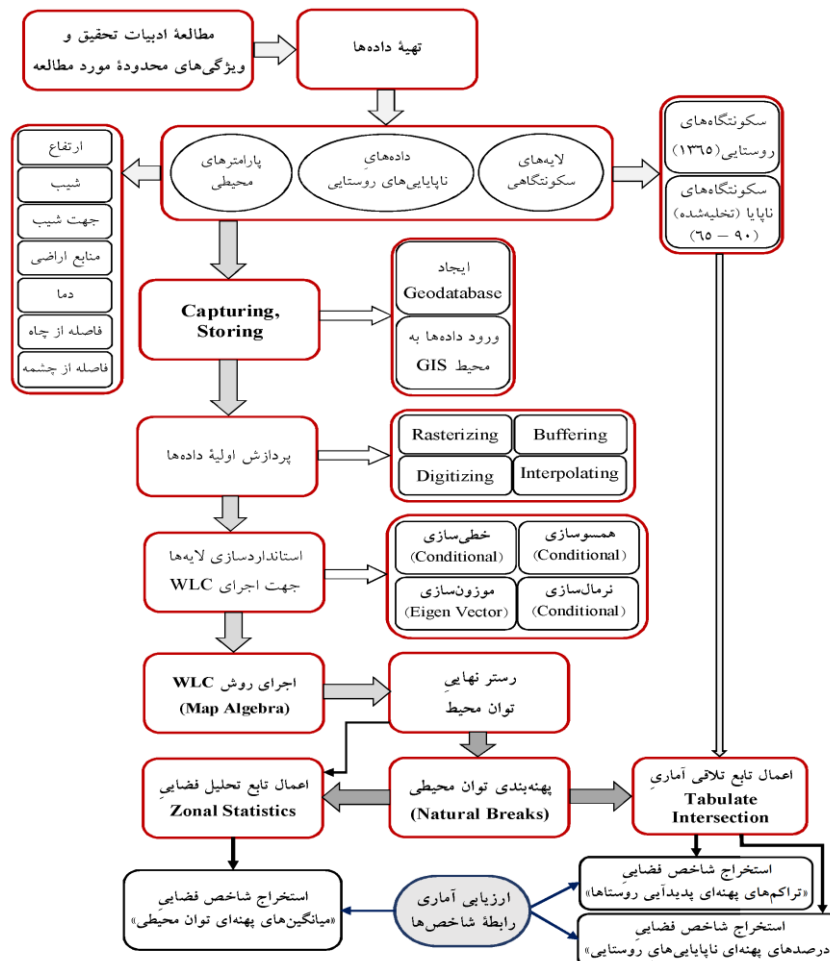 مطالعهٔ ادبیات تحقیق و
ویژگی‌های محدودهٔ مورد مطالعه
تهیهٔ داده‌ها
لایه‌های
سکونتگاهی
داده‌هایِ
ناپایایی‌های روستایی
پارامترهای
محیطی
سکونتگاه‌های
روستایی(۱۳٦٥)
سکونتگاه‌های
ناپایا (تخلیه‌شده)
(٦٥ – ۹۰)
ارتفاع
شیب
جهت شیب
منابع اراضی
دما
فاصله از چاه
فاصله از چشمه
Capturing,
Storing
ایجاد
Geodatabase
ورود داده‌ها به
محیط GIS
پردازش اولیهٔ داده‌ها
Rasterizing
Buffering
Digitizing
Interpolating
استانداردسازی لایه‌ها
جهت اجرای WLC
خطی‌سازی
(Conditional)
همسوسازی
(Conditional)
موزون‌سازی
(Eigen Vector)
نرمال‌سازی
(Conditional)
اجرای روش WLC
(Map Algebra)
رستر نهاییِ
توان محیط
اعمال تابع تحلیل فضاییِ
Zonal Statistics
پهنه‌بندی توان محیطی
(Natural Breaks)
اعمال تابع تلاقی آماریِ
Tabulate
Intersection
استخراج شاخص فضاییِ
«میانگین‌های پهنه‌ای توان محیطی»
ارزیابی آماری
رابطهٔ شاخص‌ها
استخراج شاخص فضاییِ
«تراکم‌های پهنه‌ای پدیدآیی روستاها»
استخراج شاخص فضاییِ
«درصدهای پهنه‌ای ناپایایی‌های روستایی»